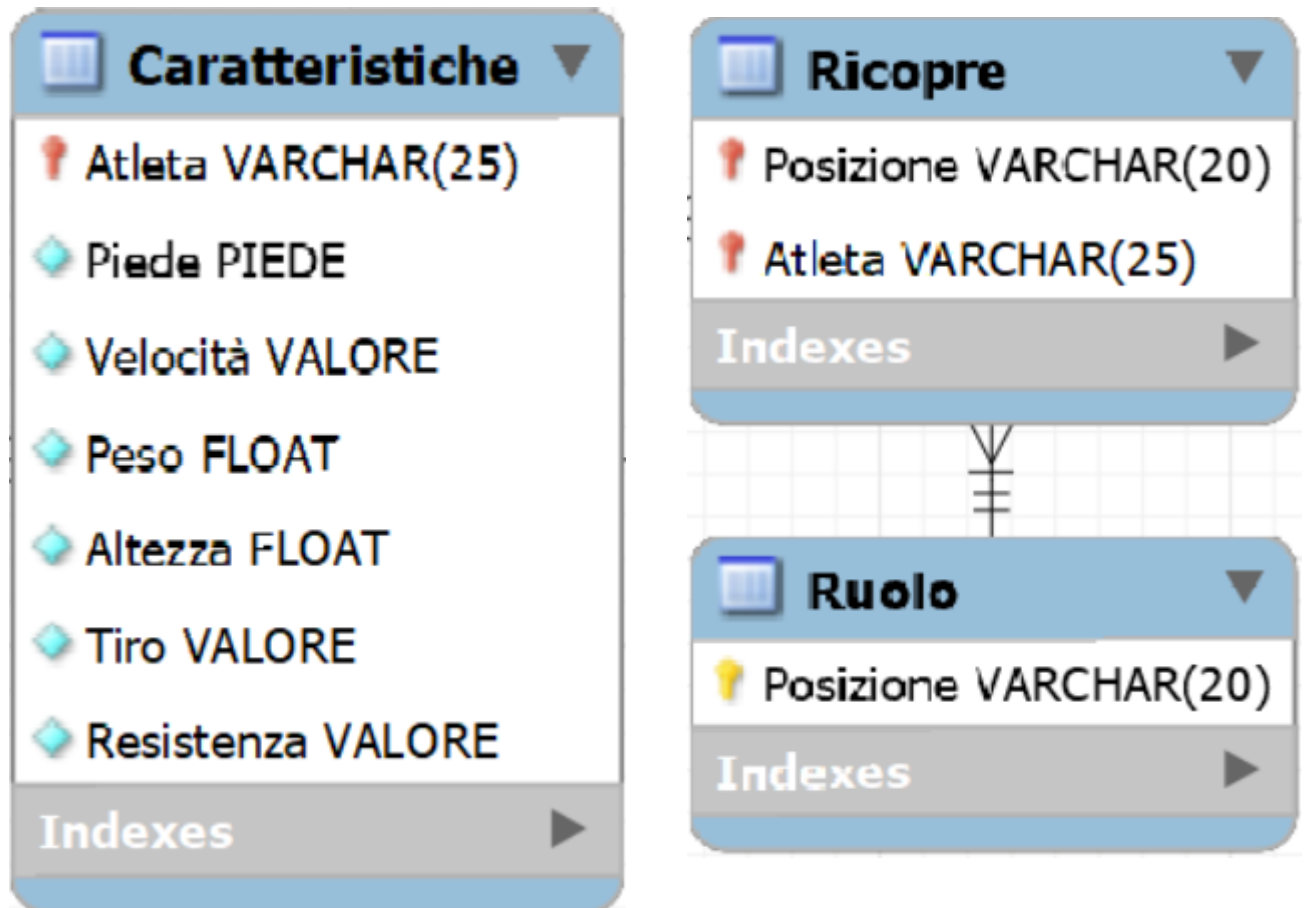 Caratteristiche
Atleta VARCHAR(25)
Piede PIEDE
Velocità VALORE
Peso FLOAT
Altezza FLOAT
Tiro VALORE
Resistenza VALORE
Indexes
Ricopre
Posizione VARCHAR(20)
Atleta VARCHAR(25)
Indexes
Ruolo
Posizione VARCHAR(20)
Indexes